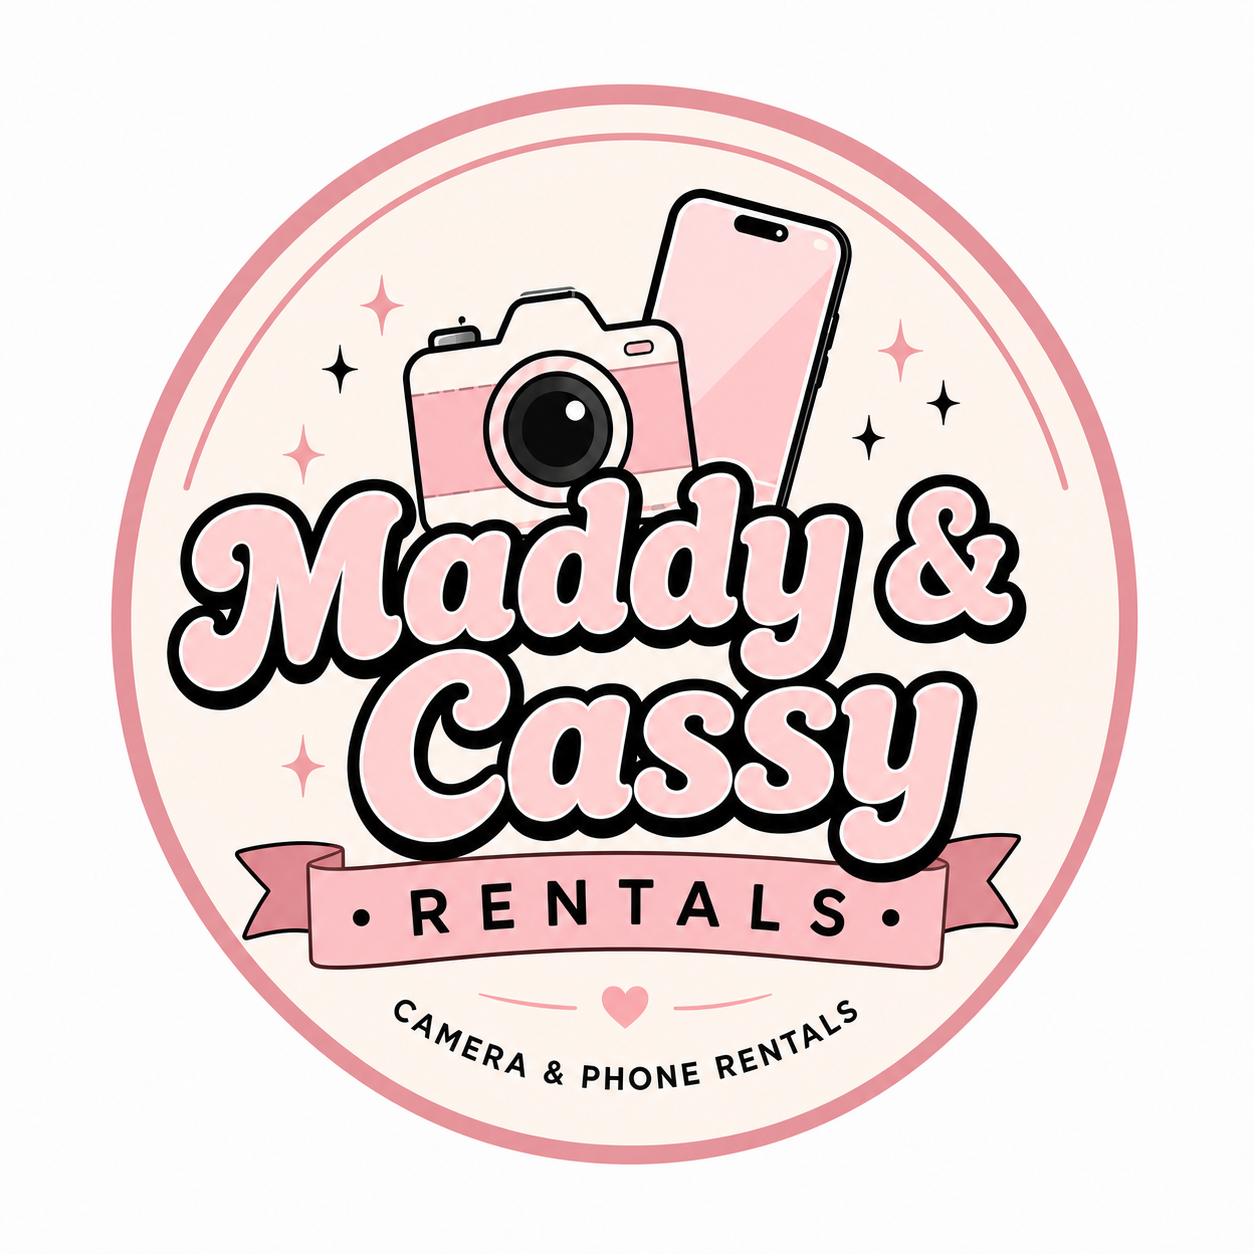 Maddy &
Cassy
• RENTALS •
CAMERA & PHONE RENTALS